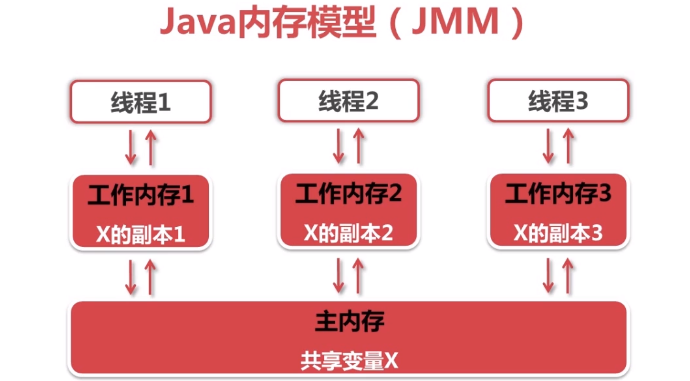 Java内存模型（JMM）
线程1
线程2
线程3
工作内存1
X的副本1
工作内存2
X的副本2
工作内存3
X的副本3
主内存
共享变量X